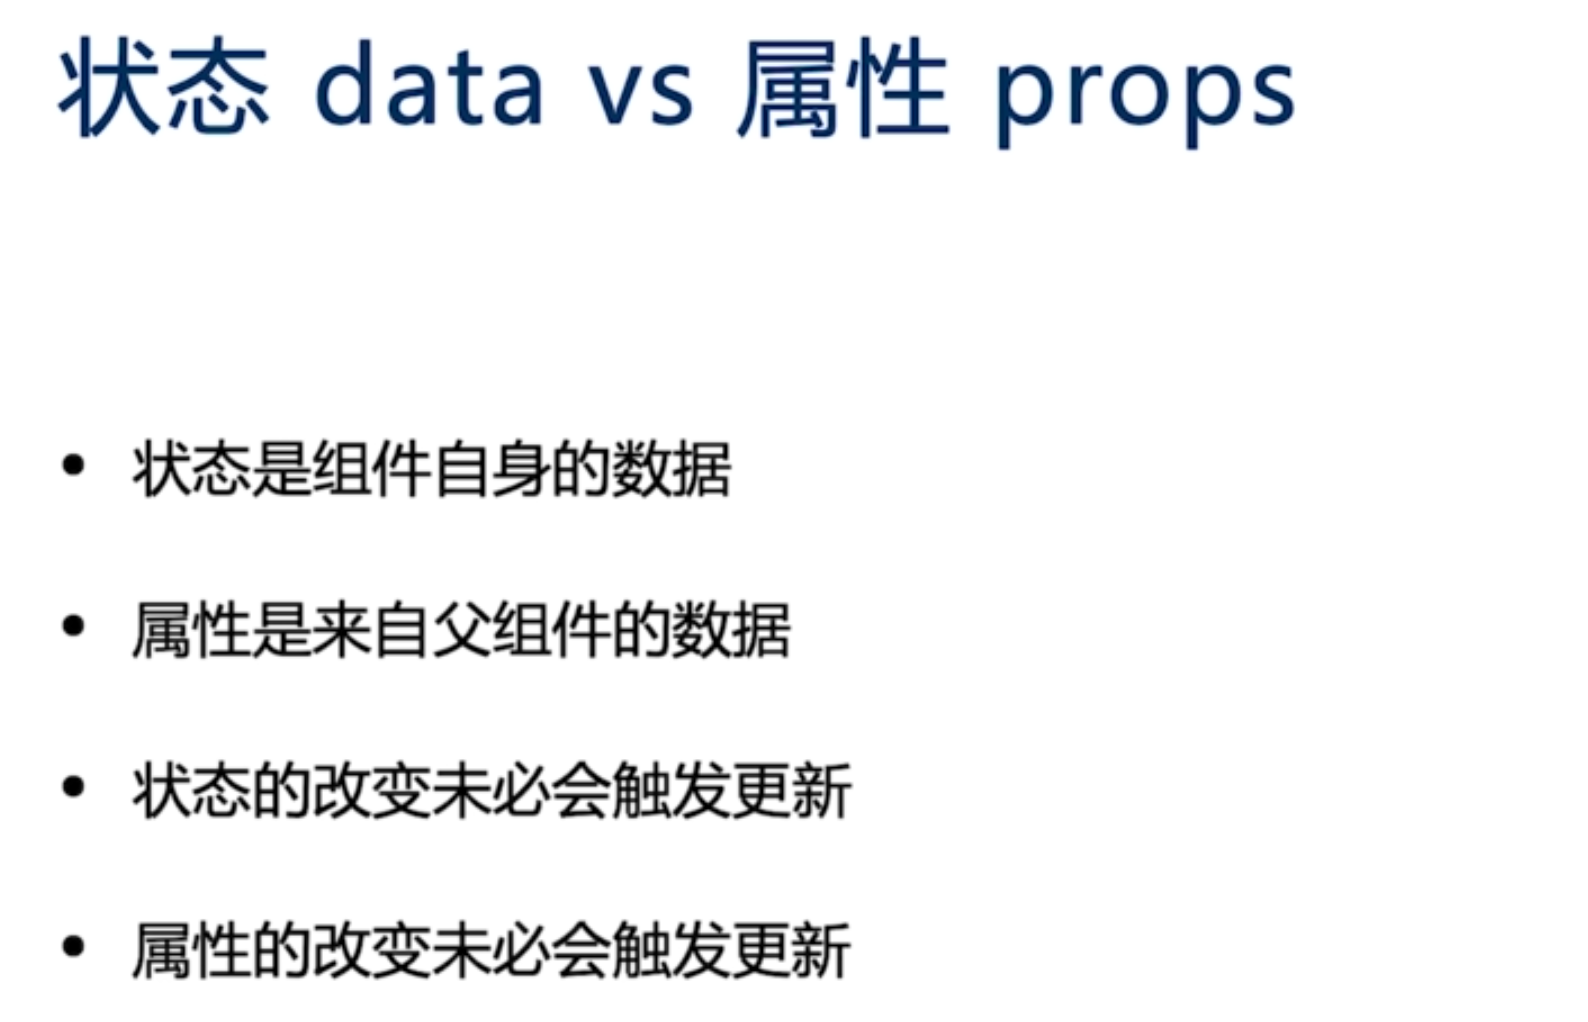 状态 data vs 属性 props
• 状态是组件自身的数据
• 属性是来自父组件的数据
• 状态的改变未必会触发更新
• 属性的改变未必会触发更新